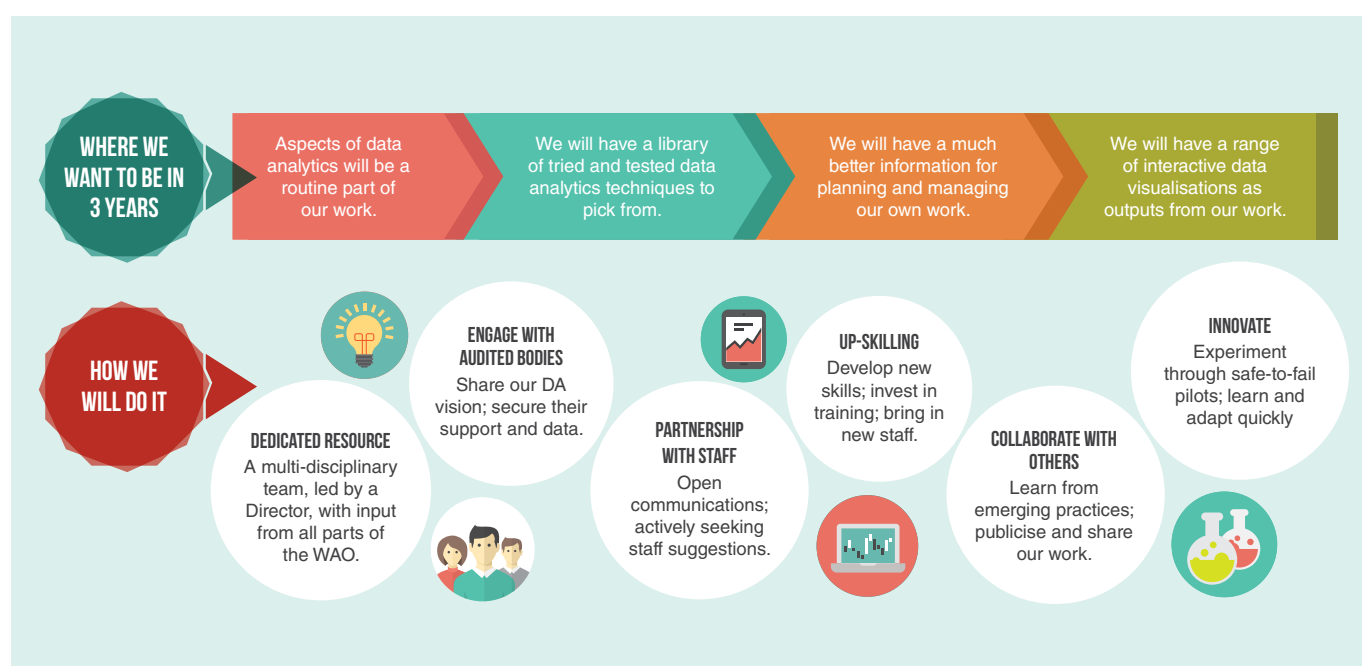 WHERE WE
WANT TO BE IN
3 YEARS
Aspects of data
analytics will be a
routine part of
our work.
We will have a library
of tried and tested data
analytics techniques to
pick from.
We will have a much
better information for
planning and managing
our own work.
We will have a range
of interactive data
visualisations as
outputs from our work.
HOW WE
WILL DO IT
DEDICATED RESOURCE
A multi-disciplinary
team, led by a
Director, with input
from all parts of
the WAO.
ENGAGE WITH
AUDITED BODIES
Share our DA
vision; secure their
support and data.
PARTNERSHIP
WITH STAFF
Open
communications;
actively seeking
staff suggestions.
UP-SKILLING
Develop new
skills; invest in
training; bring in
new staff.
COLLABORATE WITH
OTHERS
Learn from
emerging practices;
publicise and share
our work.
INNOVATE
Experiment
through safe-to-fail
pilots; learn and
adapt quickly